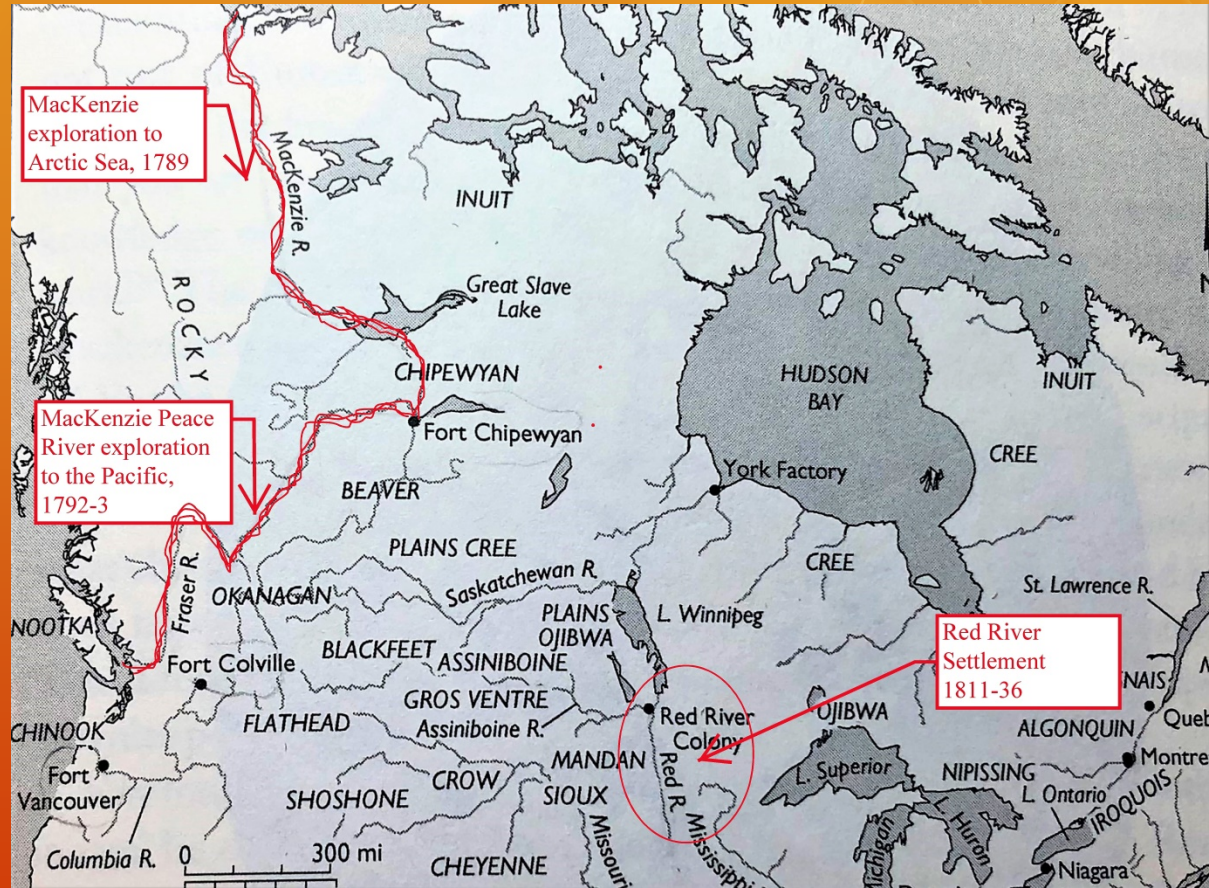 MacKenzie
exploration to
Arctic Sea, 1789
MacKenzie R.
INUIT
ROCKY
Great Slave
Lake
CHIPEWYAN
HUDSON
BAY
INUIT
MacKenzie Peace
River exploration
to the Pacific,
1792-3
Fort Chipewyan
CREE
York Factory
BEAVER
PLAINS CREE
CREE
Saskatchewan R.
St. Lawrence R.
OKANAGAN
Fraser R.
PLAINS
OJIBWA
L. Winnipeg
NOOTKA
BLACKFEET
ASSINIBOINE
Red River
Settlement
1811-36
Fort Colville
GROS VENTRE
Assiniboine R.
Red River
Colony
OJIBWA
NAIS
Queb
CHINOOK
FLATHEAD
ALGONQUIN
MANDAN
Red R.
Montre
Fort
Vancouver
CROW
L. Superior
NIPISSING
SHOSHONE
SIOUX
L. Ontario
IROQUOIS
L. Huron
Michigan
Missouri
Mississippi
Columbia R.
0 300 mi
CHEYENNE
Niagara